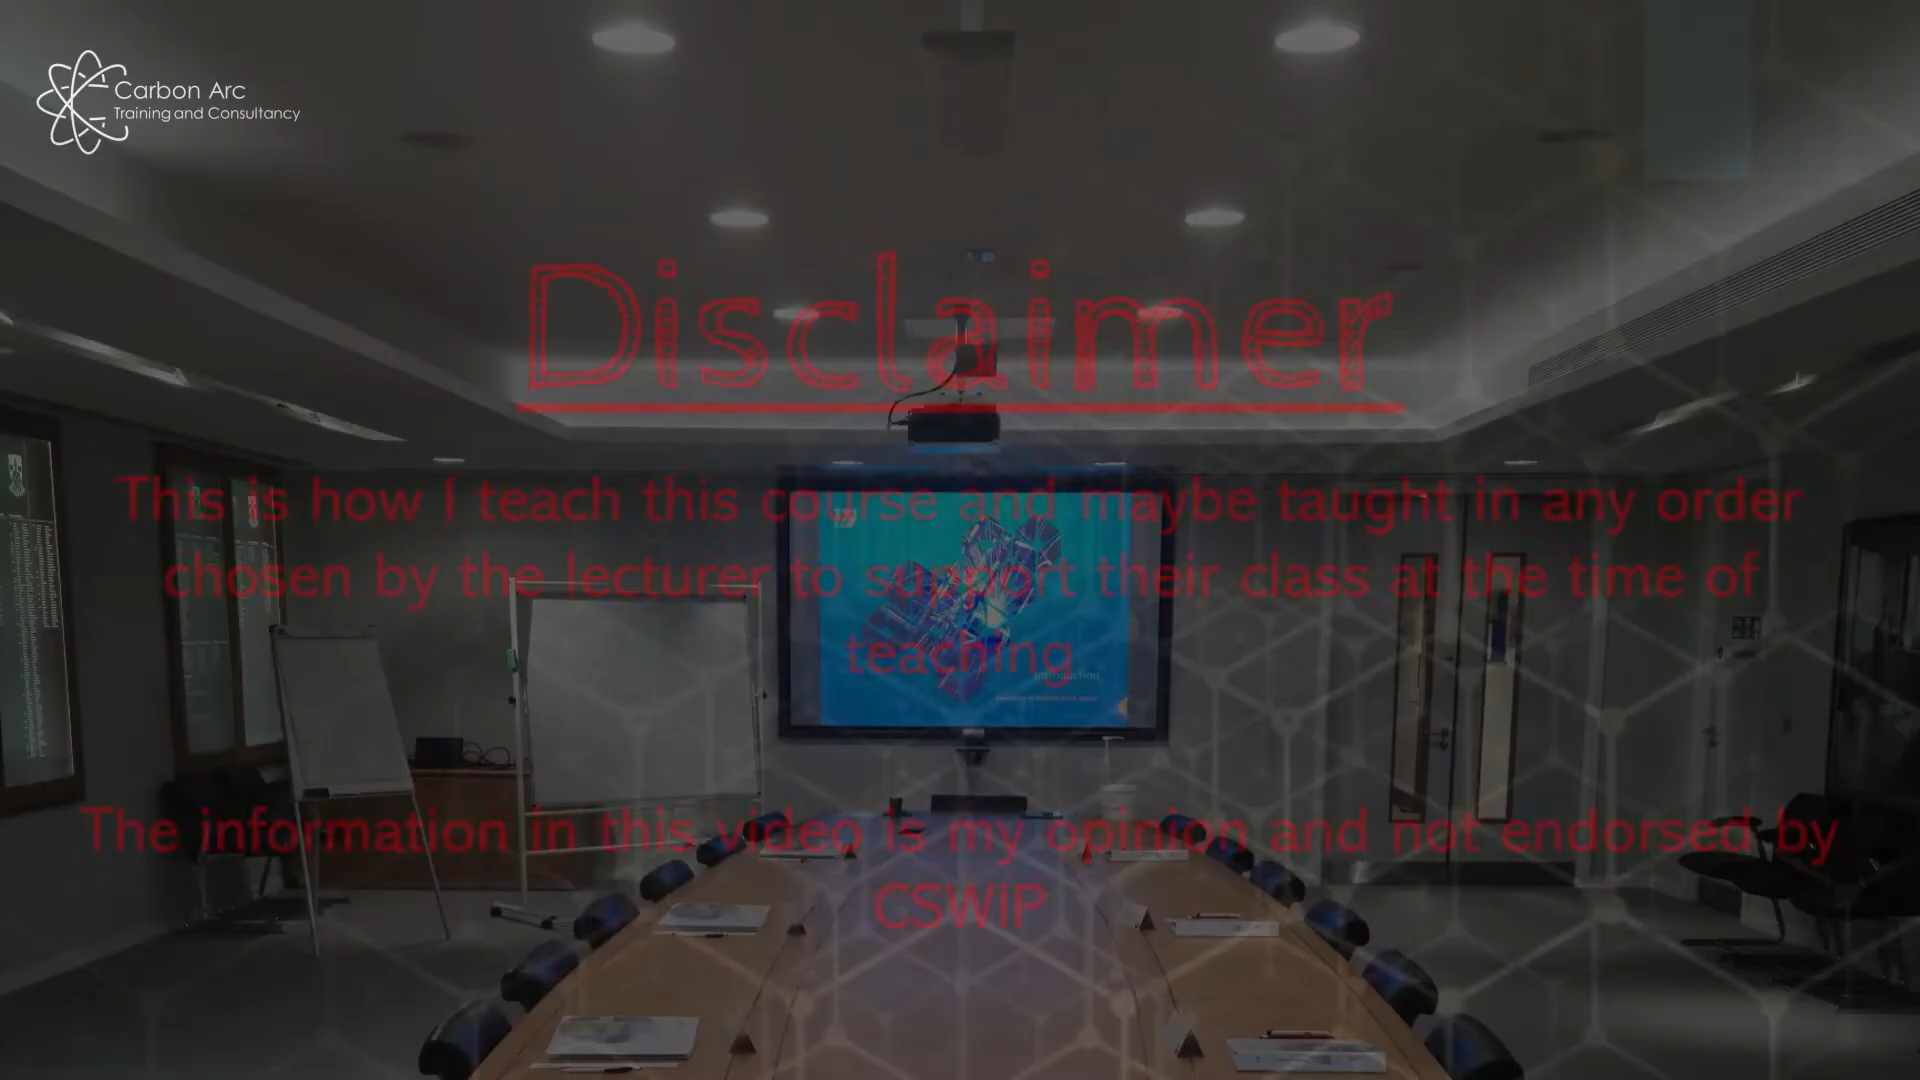 Carbon Arc
Training and Consultancy
Disclaimer
This is how I teach this course and maybe taught in any order
chosen by the lecturer to support their class at the time of
teaching
TWI
Introduction
The information in this video is my opinion and not endorsed by
CSWIP